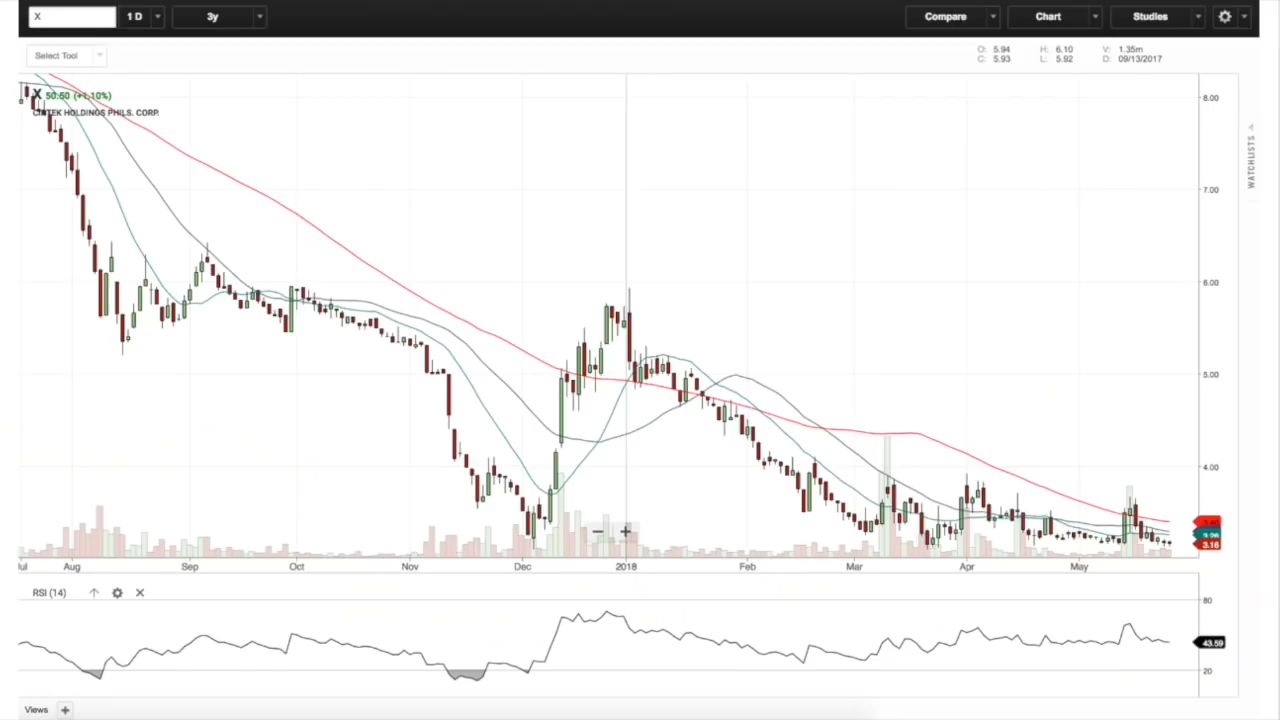 X 1 D 3y Compare Chart Studies
Select Tool
O: 5.94 H: 6.10 V: 1.35m
C: 5.93 L: 5.92 D: 09/13/2017
X 50.50 (+1.10%)
HOLDINGS PHILS. CORP.
WATCHLISTS
8.00
7.00
6.00
5.00
4.00
3.26
3.16
Jul Aug Sep Oct Nov Dec 2018 Feb Mar Apr May
RSI (14)
80
43.59
20
Views